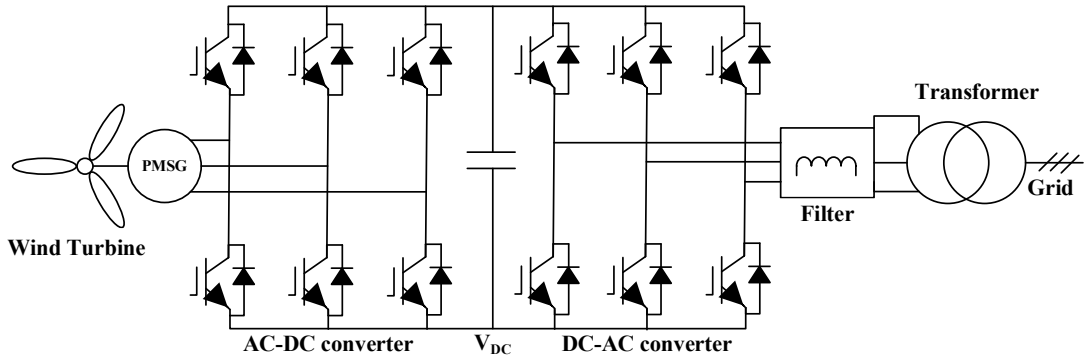 Transformer
PMSG
Grid
Filter
Wind Turbine
AC-DC converter
VDC
DC-AC converter